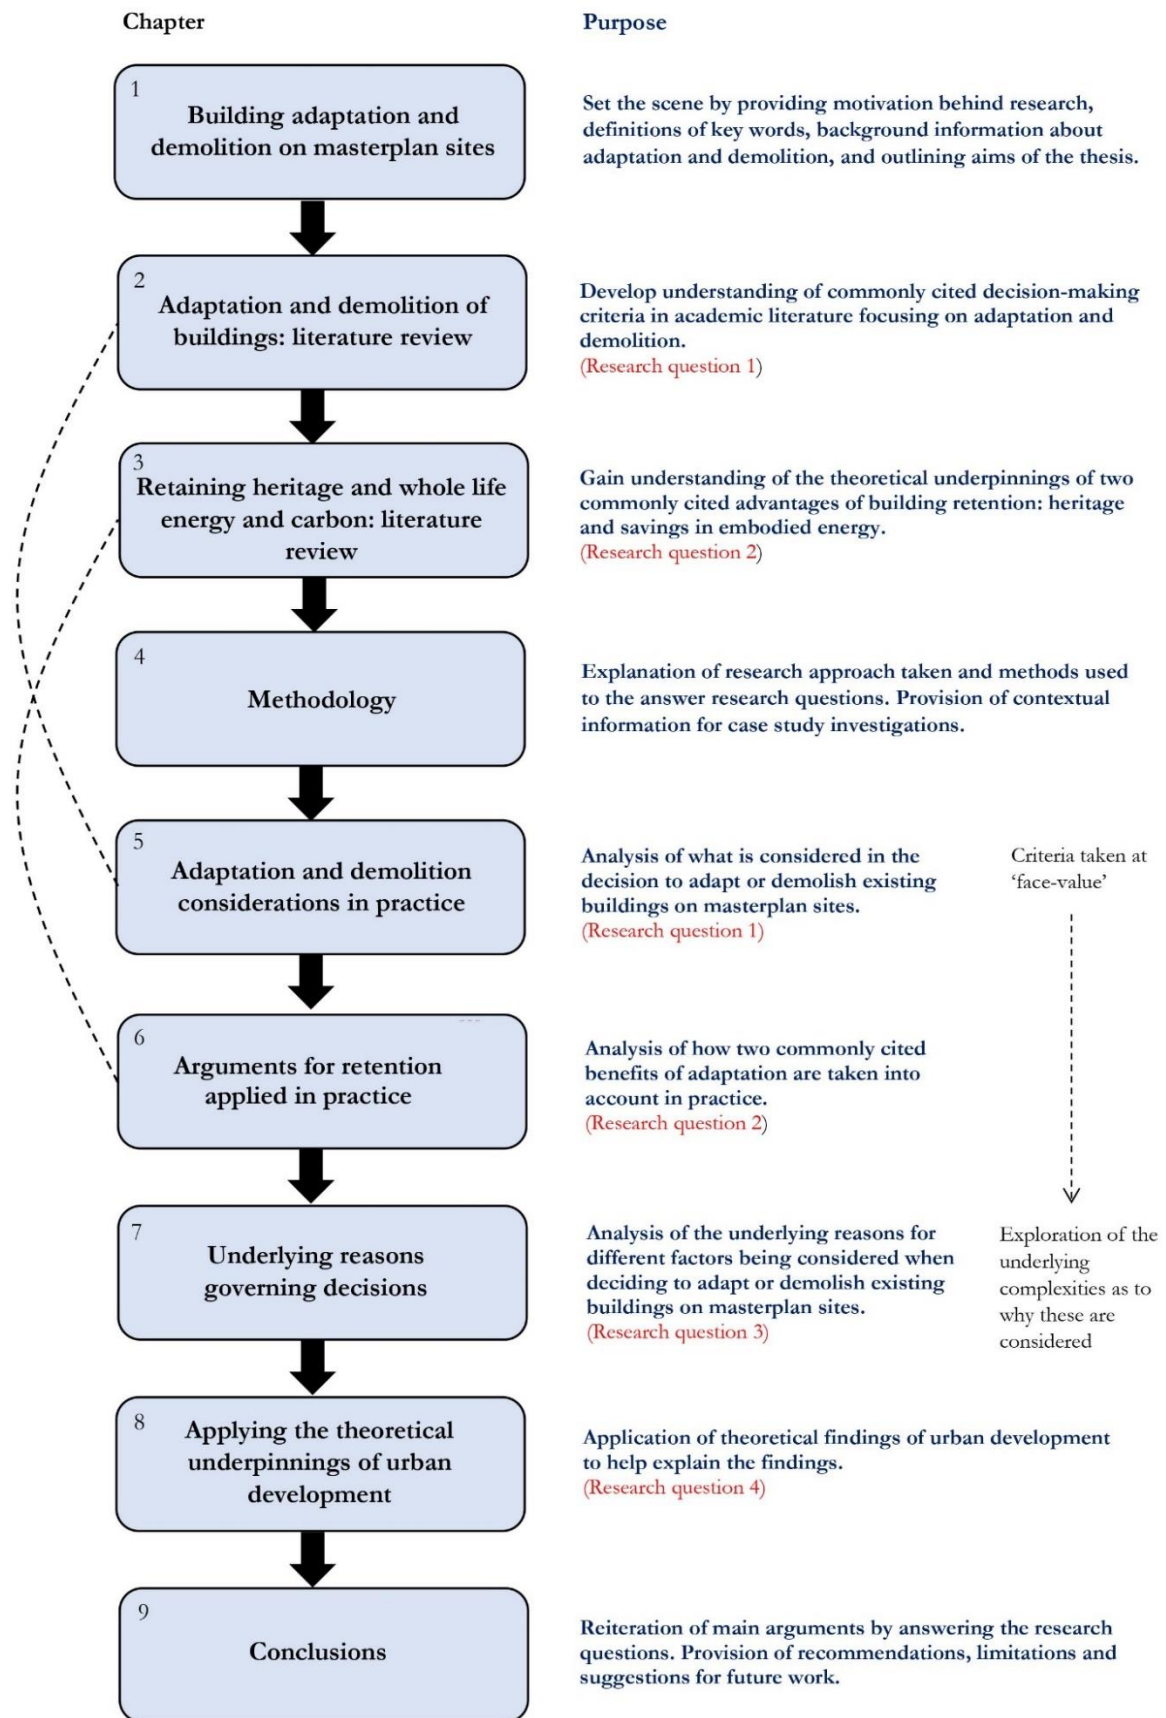 Chapter
Purpose
1
Building adaptation and
demolition on masterplan sites
Set the scene by providing motivation behind research,
definitions of key words, background information about
adaptation and demolition, and outlining aims of the thesis.
2
Adaptation and demolition of
buildings: literature review
Develop understanding of commonly cited decision-making
criteria in academic literature focusing on adaptation and
demolition.
(Research question 1)
3
Retaining heritage and whole life
energy and carbon: literature
review
Gain understanding of the theoretical underpinnings of two
commonly cited advantages of building retention: heritage
and savings in embodied energy.
(Research question 2)
4
Methodology
Explanation of research approach taken and methods used
to the answer research questions. Provision of contextual
information for case study investigations.
5
Adaptation and demolition
considerations in practice
Analysis of what is considered in the
decision to adapt or demolish existing
buildings on masterplan sites.
(Research question 1)
Criteria taken at
‘face-value’
6
Arguments for retention
applied in practice
Analysis of how two commonly cited
benefits of adaptation are taken into
account in practice.
(Research question 2)
7
Underlying reasons
governing decisions
Analysis of the underlying reasons for
different factors being considered when
deciding to adapt or demolish existing
buildings on masterplan sites.
(Research question 3)
Exploration of the
underlying
complexities as to
why these are
considered
8
Applying the theoretical
underpinnings of urban
development
Application of theoretical findings of urban development
to help explain the findings.
(Research question 4)
9
Conclusions
Reiteration of main arguments by answering the research
questions. Provision of recommendations, limitations and
suggestions for future work.